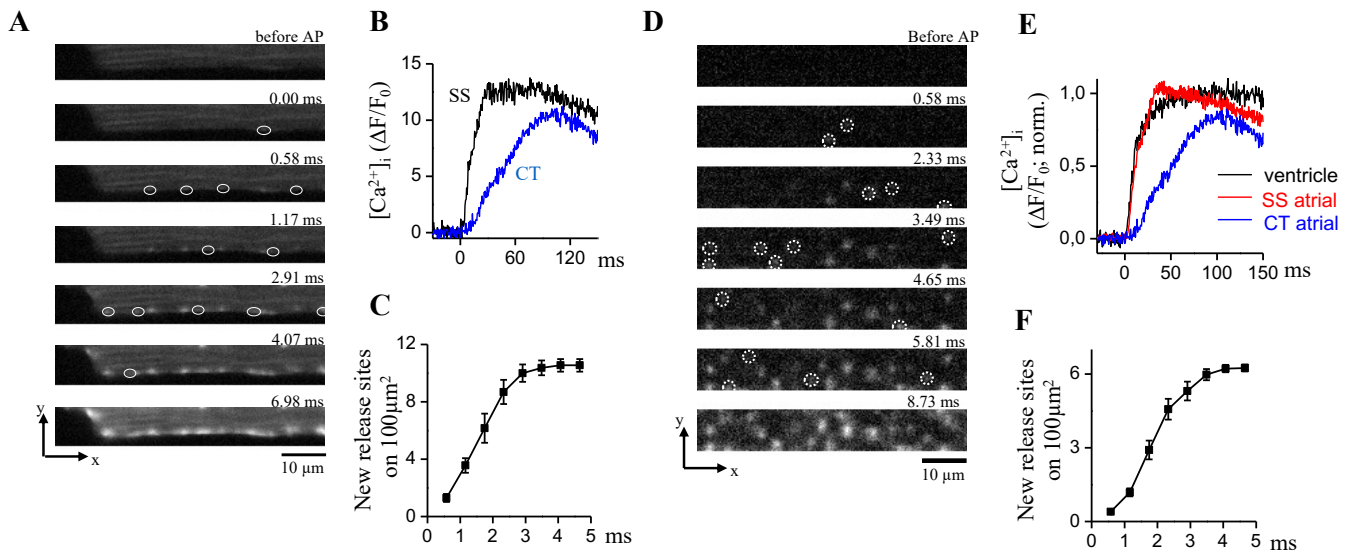 A
before AP
0.00 ms
0.58 ms
1.17 ms
2.91 ms
4.07 ms
6.98 ms
y
x
10 µm
B
[Ca²⁺]ᵢ (ΔF/F₀)
15
10
5
0
SS
CT
0 60 120 ms
C
New release sites
on 100µm²
12
8
4
0
0 1 2 3 4 5 ms
D
Before AP
0.58 ms
2.33 ms
3.49 ms
4.65 ms
5.81 ms
8.73 ms
y
x
10 µm
E
[Ca²⁺]ᵢ
(ΔF/F₀; norm.)
1,0
0,5
0,0
ventricle
SS atrial
CT atrial
0 50 100 150
ms
F
New release sites
on 100µm²
6
3
0
0 1 2 3 4 5 ms